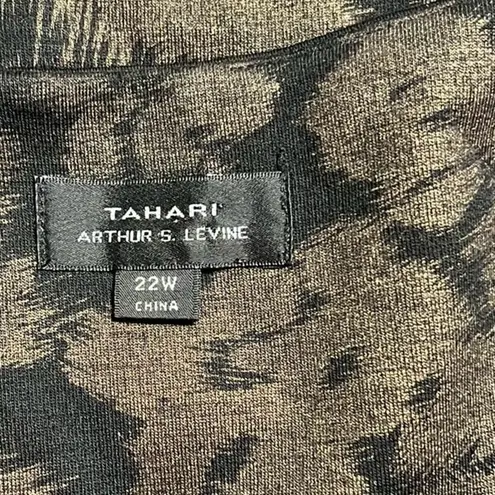 TAHARI
ARTHUR S. LEVINE
22W
CHINA